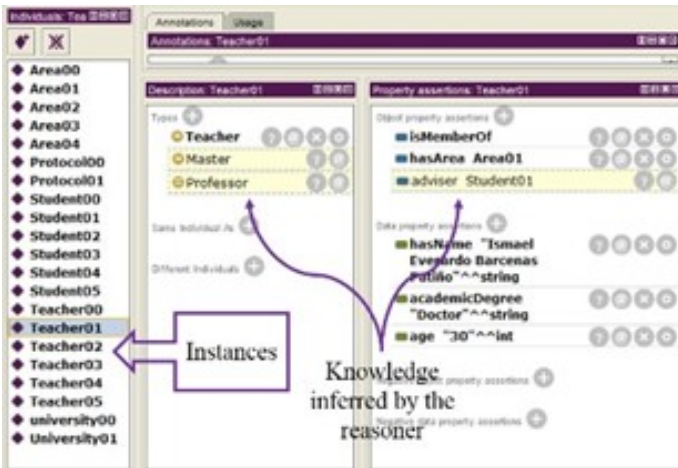 Individuals: Tea
Annotations Usage
Annotations: Teacher01
Area00
Area01
Area02
Area03
Area04
Protocol00
Protocol01
Student00
Student01
Student02
Student03
Student04
Student05
Teacher00
Teacher01
Teacher02
Teacher03
Teacher04
Teacher05
university00
University01
Description: Teacher01
Types
Teacher
Master
Professor
Same Individual As
Different Individuals
Property assertions: Teacher01
Object property assertions
isMemberOf
hasArea Area01
adviser Student01
Data property assertions
hasName "Ismael
Everardo Barcenas
Patiño"^^string
academicDegree
"Doctor"^^string
age "30"^^int
property assertions
Negative data property assertions
Instances
Knowledge
inferred by the
reasoner